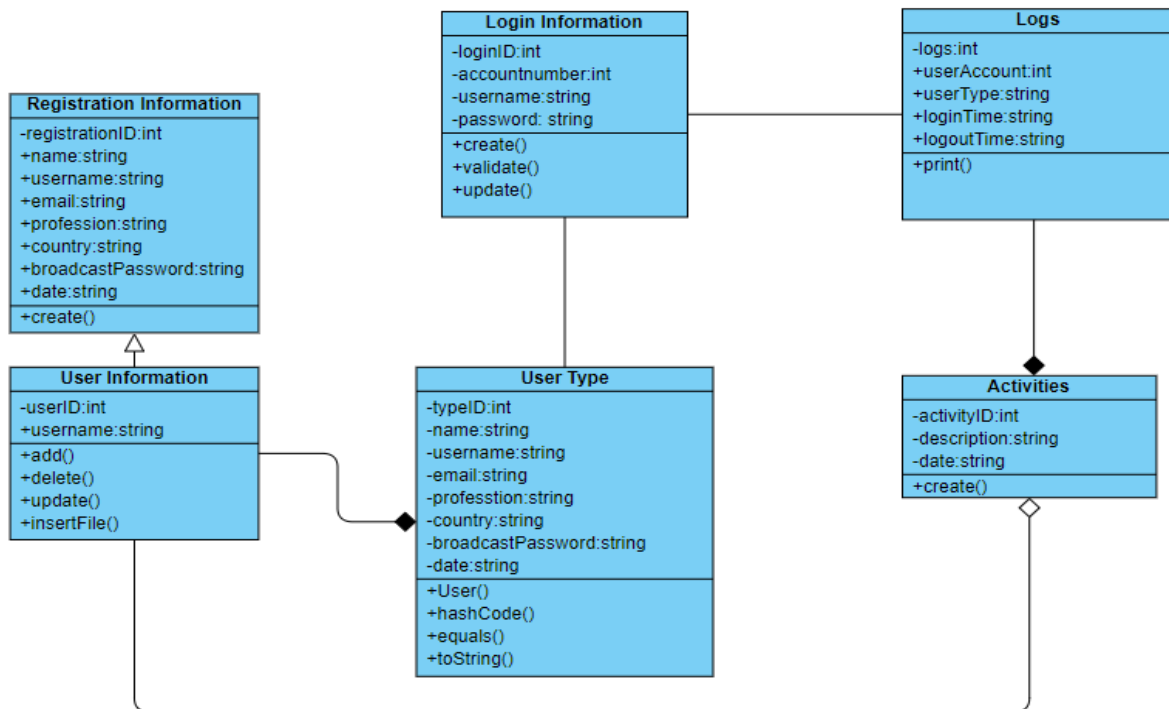 Login Information
-loginID:int
-accountnumber:int
-username:string
-password: string
+create()
+validate()
+update()
Logs
-logs:int
+userAccount:int
+userType:string
+loginTime:string
+logoutTime:string
+print()
Registration Information
-registrationID:int
+name:string
+username:string
+email:string
+profession:string
+country:string
+broadcastPassword:string
+date:string
+create()
User Information
-userID:int
+username:string
+add()
+delete()
+update()
+insertFile()
User Type
-typeID:int
-name:string
-username:string
-email:string
-professtion:string
-country:string
-broadcastPassword:string
-date:string
+User()
+hashCode()
+equals()
+toString()
Activities
-activityID:int
-description:string
-date:string
+create()